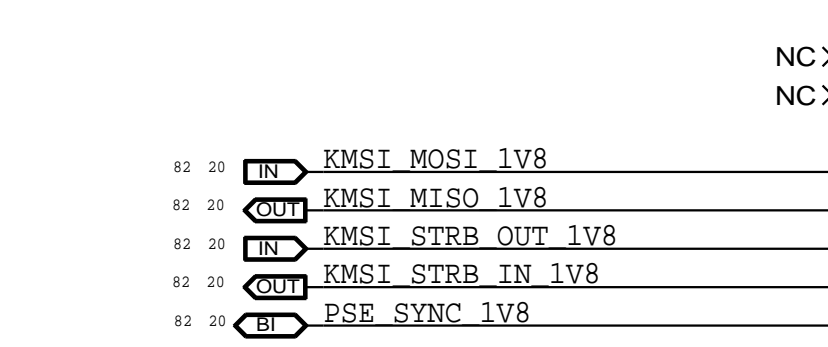 NC
NC
82 20 IN KMSI_MOSI_1V8
82 20 OUT KMSI_MISO_1V8
82 20 IN KMSI_STRB_OUT_1V8
82 20 OUT KMSI_STRB_IN_1V8
82 20 BI PSE_SYNC_1V8